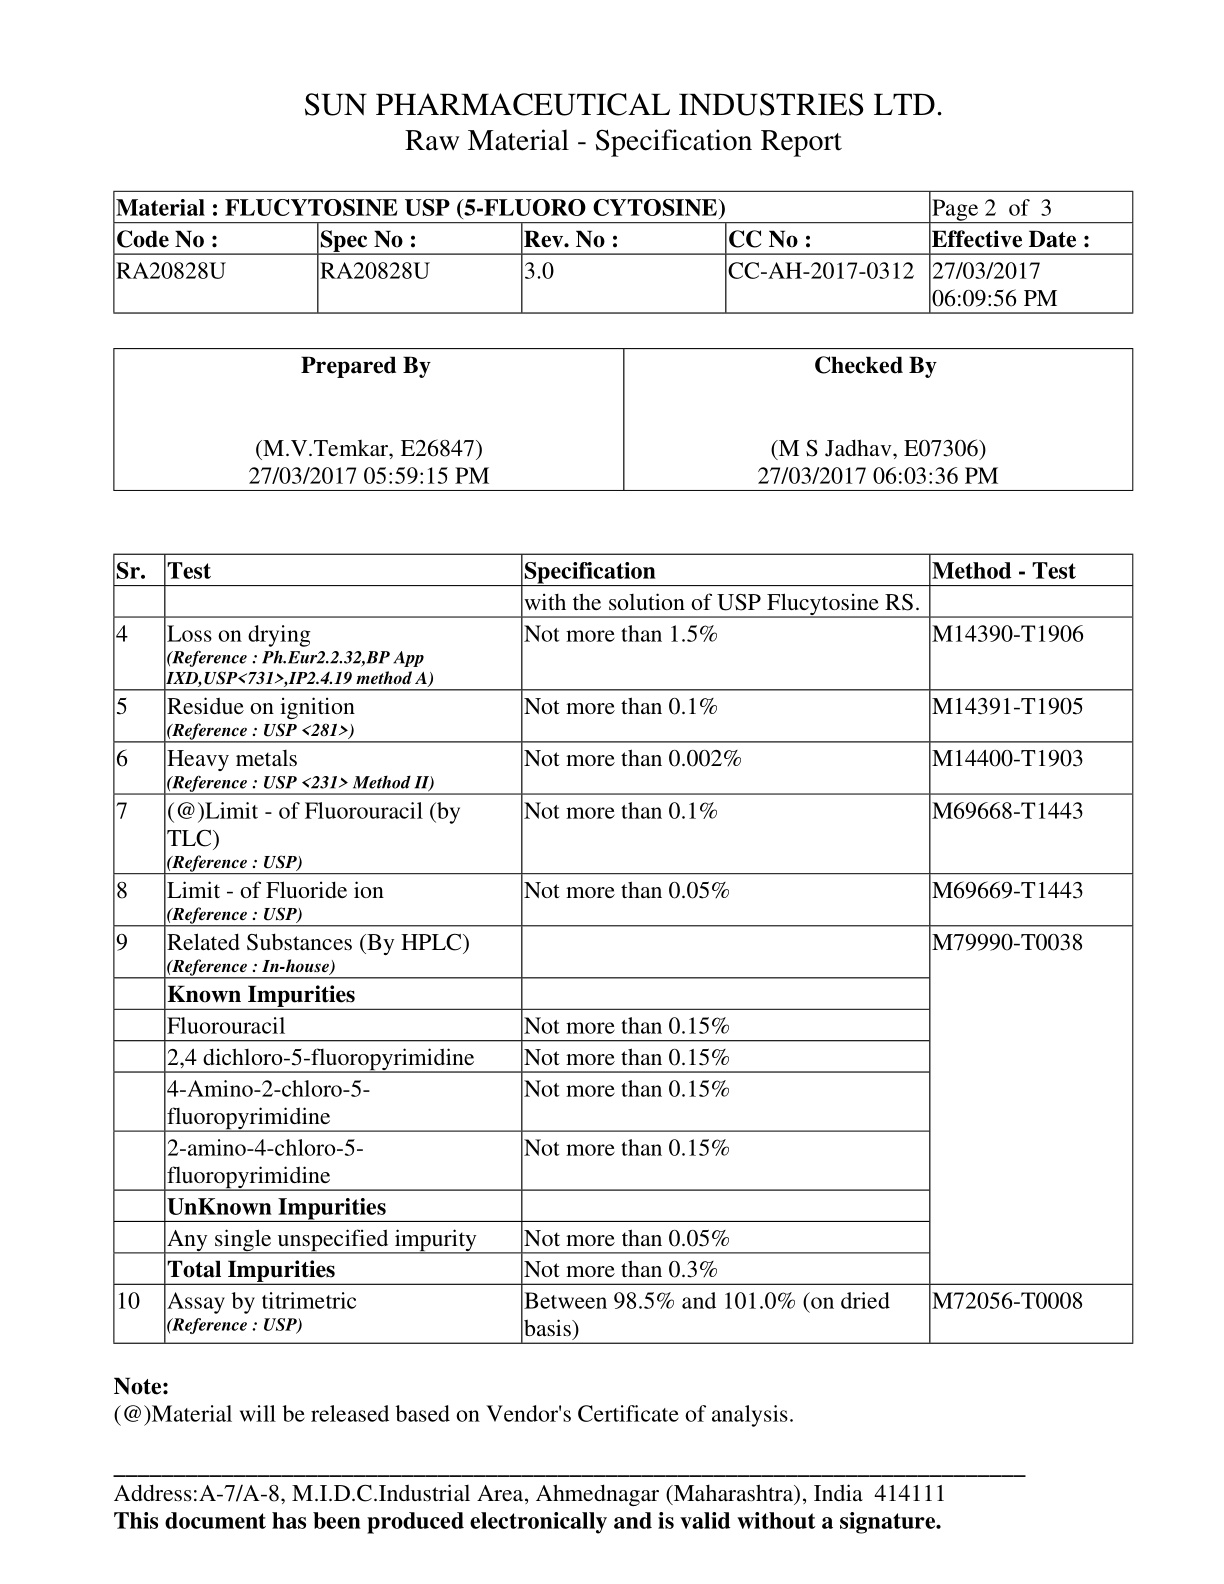 SUN PHARMACEUTICAL INDUSTRIES LTD.
Raw Material - Specification Report
Material : FLUCYTOSINE USP (5-FLUORO CYTOSINE) Page 2 of 3
Code No : Spec No : Rev. No : CC No : Effective Date :
RA20828U RA20828U 3.0 CC-AH-2017-0312 27/03/2017
06:09:56 PM
Prepared By Checked By
(M.V.Temkar, E26847) (M S Jadhav, E07306)
27/03/2017 05:59:15 PM 27/03/2017 06:03:36 PM
Sr. Test Specification Method - Test
with the solution of USP Flucytosine RS.
4 Loss on drying Not more than 1.5% M14390-T1906
(Reference : Ph.Eur2.2.32,BP App
IXD,USP<731>,IP2.4.19 method A)
5 Residue on ignition Not more than 0.1% M14391-T1905
(Reference : USP <281>)
6 Heavy metals Not more than 0.002% M14400-T1903
(Reference : USP <231> Method II)
7 (@)Limit - of Fluorouracil (by Not more than 0.1% M69668-T1443
TLC)
(Reference : USP)
8 Limit - of Fluoride ion Not more than 0.05% M69669-T1443
(Reference : USP)
9 Related Substances (By HPLC) M79990-T0038
(Reference : In-house)
Known Impurities
Fluorouracil Not more than 0.15%
2,4 dichloro-5-fluoropyrimidine Not more than 0.15%
4-Amino-2-chloro-5- Not more than 0.15%
fluoropyrimidine
2-amino-4-chloro-5- Not more than 0.15%
fluoropyrimidine
UnKnown Impurities
Any single unspecified impurity Not more than 0.05%
Total Impurities Not more than 0.3%
10 Assay by titrimetric Between 98.5% and 101.0% (on dried M72056-T0008
(Reference : USP) basis)
Note:
(@)Material will be released based on Vendor's Certificate of analysis.
Address:A-7/A-8, M.I.D.C.Industrial Area, Ahmednagar (Maharashtra), India 414111
This document has been produced electronically and is valid without a signature.